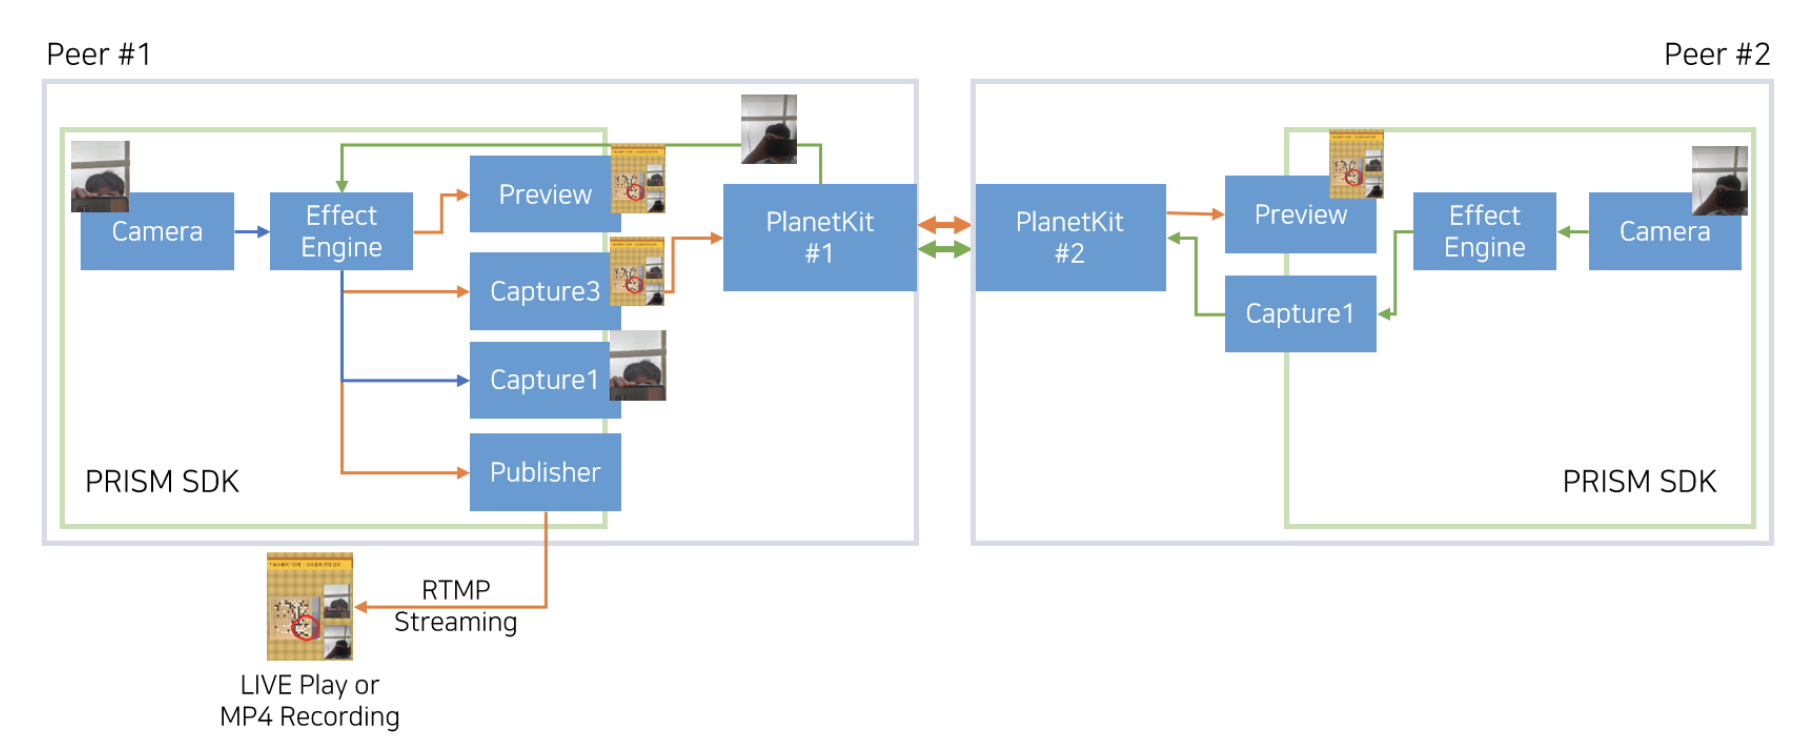 Peer #1
Peer #2
Camera
Effect
Engine
Preview
Capture3
Capture1
Publisher
PRISM SDK
PlanetKit
#1
PlanetKit
#2
Preview
Capture1
Effect
Engine
Camera
PRISM SDK
RTMP
Streaming
LIVE Play or
MP4 Recording